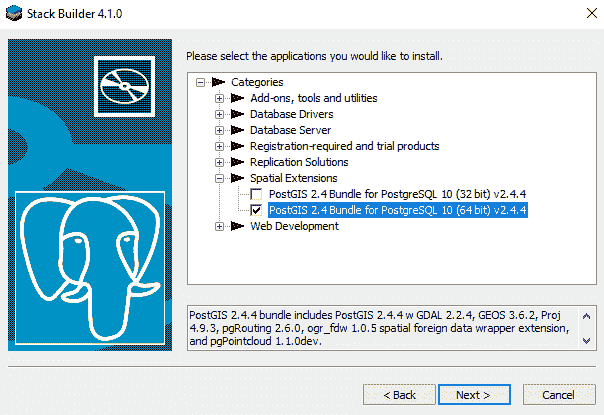 Stack Builder 4.1.0
Please select the applications you would like to install.
Categories
Add-ons, tools and utilities
Database Drivers
Database Server
Registration-required and trial products
Replication Solutions
Spatial Extensions
PostGIS 2.4 Bundle for PostgreSQL 10 (32 bit) v2.4.4
PostGIS 2.4 Bundle for PostgreSQL 10 (64 bit) v2.4.4
Web Development
PostGIS 2.4.4 bundle includes PostGIS 2.4.4 w GDAL 2.2.4, GEOS 3.6.2, Proj
4.9.3, pgRouting 2.6.0, ogr_fdw 1.0.5 spatial foreign data wrapper extension,
and pgPointcloud 1.1.0dev.
< Back
Next >
Cancel